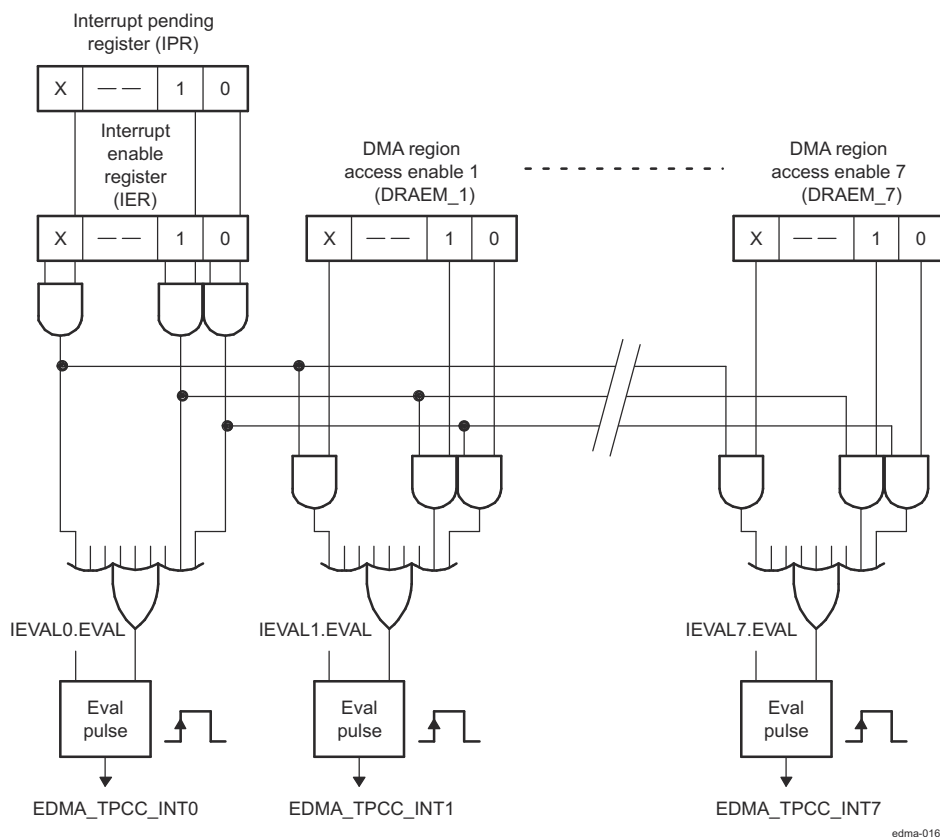 Interrupt pending
register (IPR)
X — — 1 0
Interrupt
enable
register
(IER)
X — — 1 0
DMA region
access enable 1
(DRAEM_1)
X — — 1 0
DMA region
access enable 7
(DRAEM_7)
X — — 1 0
IEVAL0.EVAL
IEVAL1.EVAL
IEVAL7.EVAL
Eval
pulse
Eval
pulse
Eval
pulse
EDMA_TPCC_INT0
EDMA_TPCC_INT1
EDMA_TPCC_INT7
edma-016